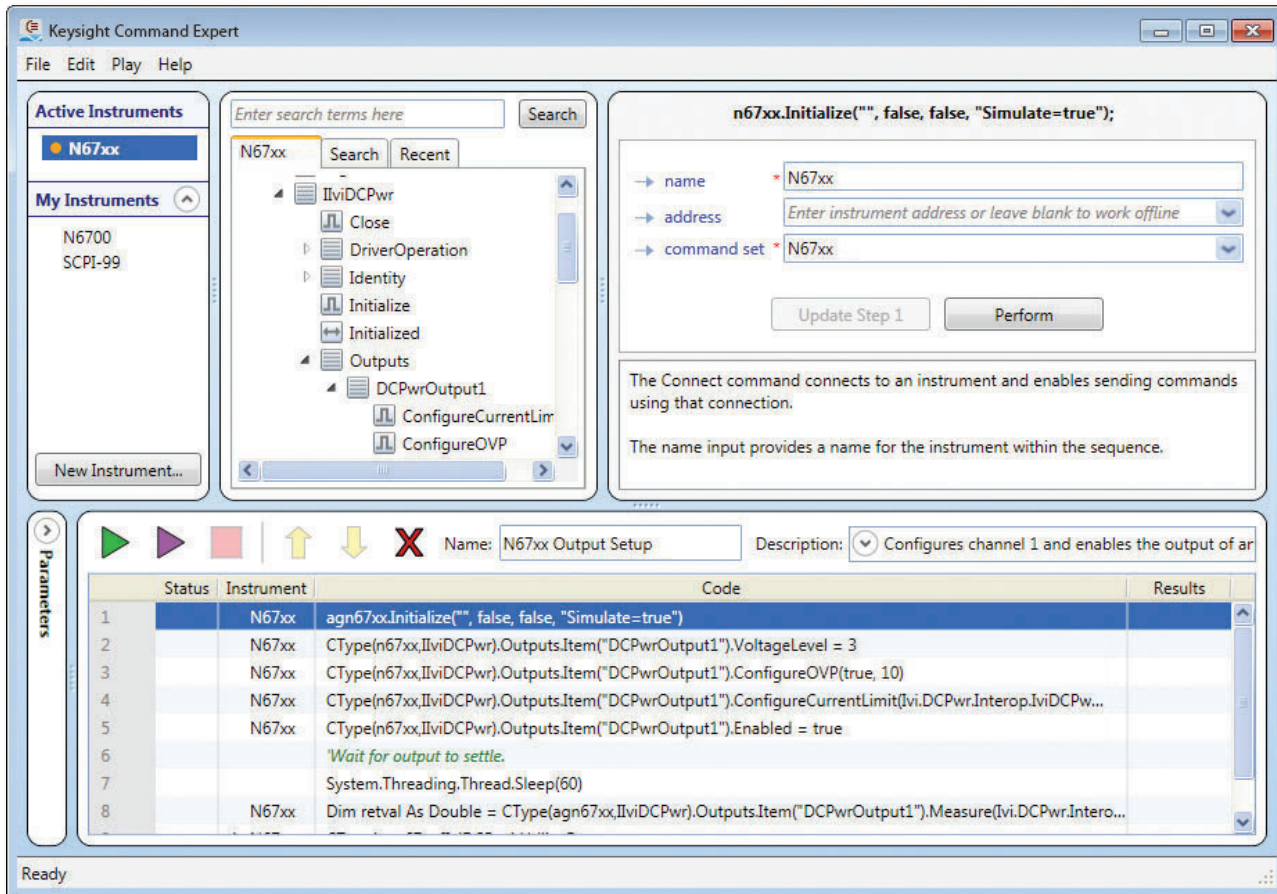 Keysight Command Expert
File Edit Play Help
Active Instruments
N67xx
My Instruments
N6700
SCPI-99
New Instrument...
Enter search terms here
Search
N67xx Search Recent
IIviDCPwr
Close
DriverOperation
Identity
Initialize
Initialized
Outputs
DCPwrOutput1
ConfigureCurrentLim
ConfigureOVP
n67xx.Initialize("", false, false, "Simulate=true");
name * N67xx
address Enter instrument address or leave blank to work offline
command set * N67xx
Update Step 1 Perform
The Connect command connects to an instrument and enables sending commands
using that connection.
The name input provides a name for the instrument within the sequence.
Parameters
Name: N67xx Output Setup Description: Configures channel 1 and enables the output of ar
Status Instrument Code Results
1 N67xx agn67xx.Initialize("", false, false, "Simulate=true")
2 N67xx CType(n67xx,IIviDCPwr).Outputs.Item("DCPwrOutput1").VoltageLevel = 3
3 N67xx CType(n67xx,IIviDCPwr).Outputs.Item("DCPwrOutput1").ConfigureOVP(true, 10)
4 N67xx CType(n67xx,IIviDCPwr).Outputs.Item("DCPwrOutput1").ConfigureCurrentLimit(Ivi.DCPwr.Interop.IviDCPw...
5 N67xx CType(n67xx,IIviDCPwr).Outputs.Item("DCPwrOutput1").Enabled = true
6 'Wait for output to settle.
7 System.Threading.Thread.Sleep(60)
8 N67xx Dim retval As Double = CType(agn67xx,IIviDCPwr).Outputs.Item("DCPwrOutput1").Measure(Ivi.DCPwr.Intero...
Ready